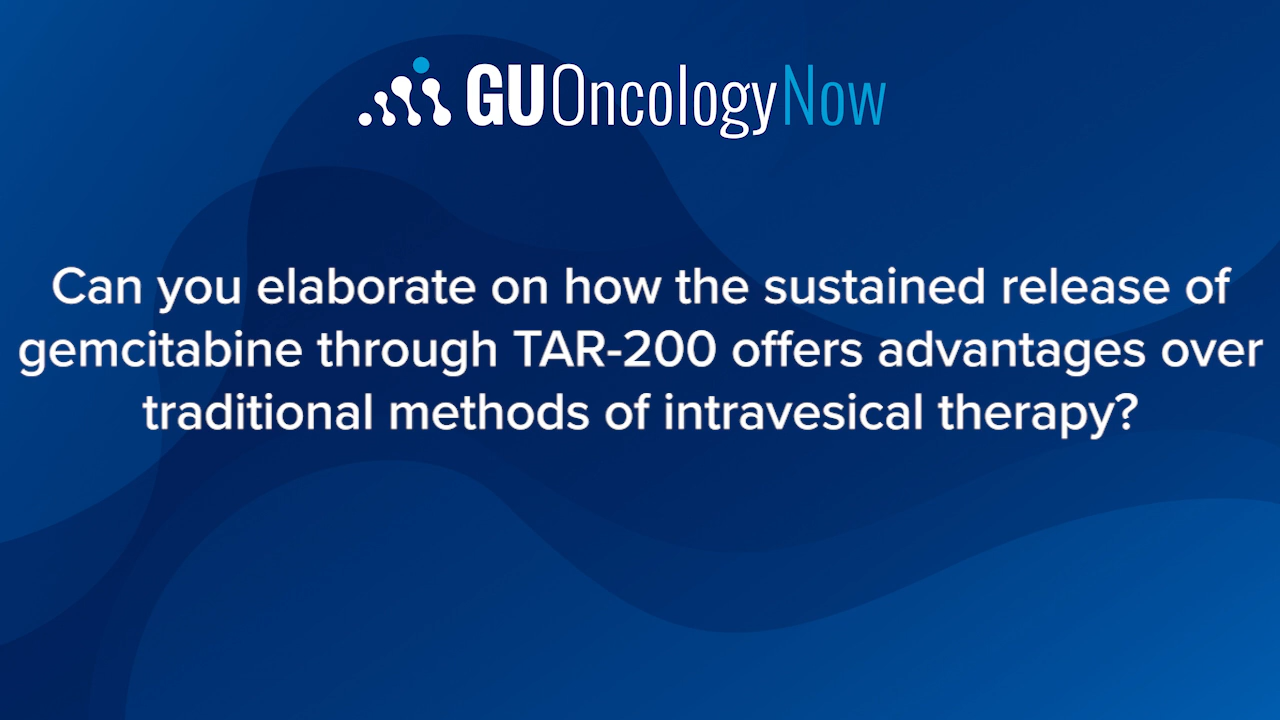 GUOncologyNow
Can you elaborate on how the sustained release of
gemcitabine through TAR-200 offers advantages over
traditional methods of intravesical therapy?